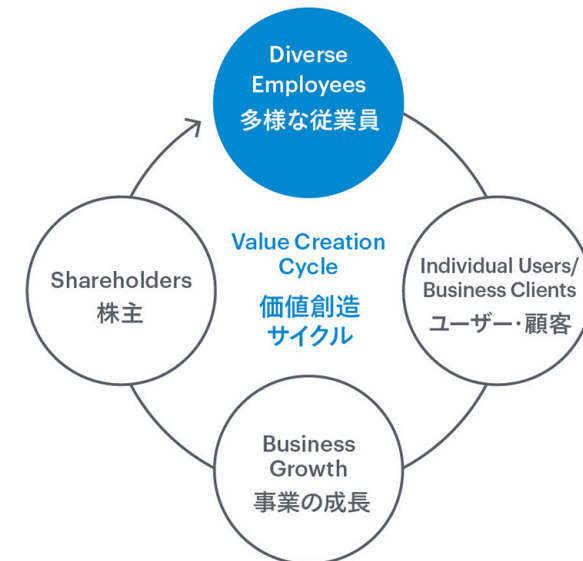 Diverse
Employees
多様な従業員
Value Creation
Cycle
価値創造
サイクル
Individual Users/
Business Clients
ユーザー・顧客
Shareholders
株主
Business
Growth
事業の成長